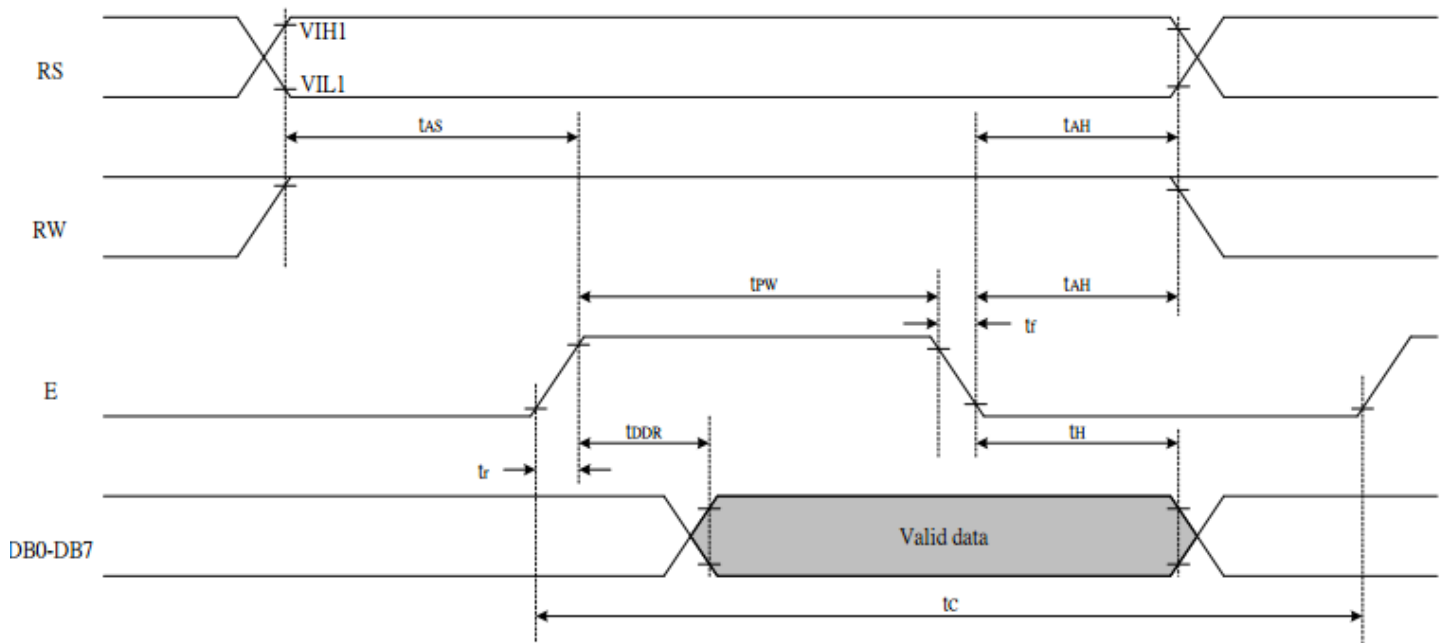 VIH1
RS
VIL1
tAS
tAH
RW
tPW
tAH
tf
E
tDDR
tH
tr
Valid data
DB0-DB7
tC